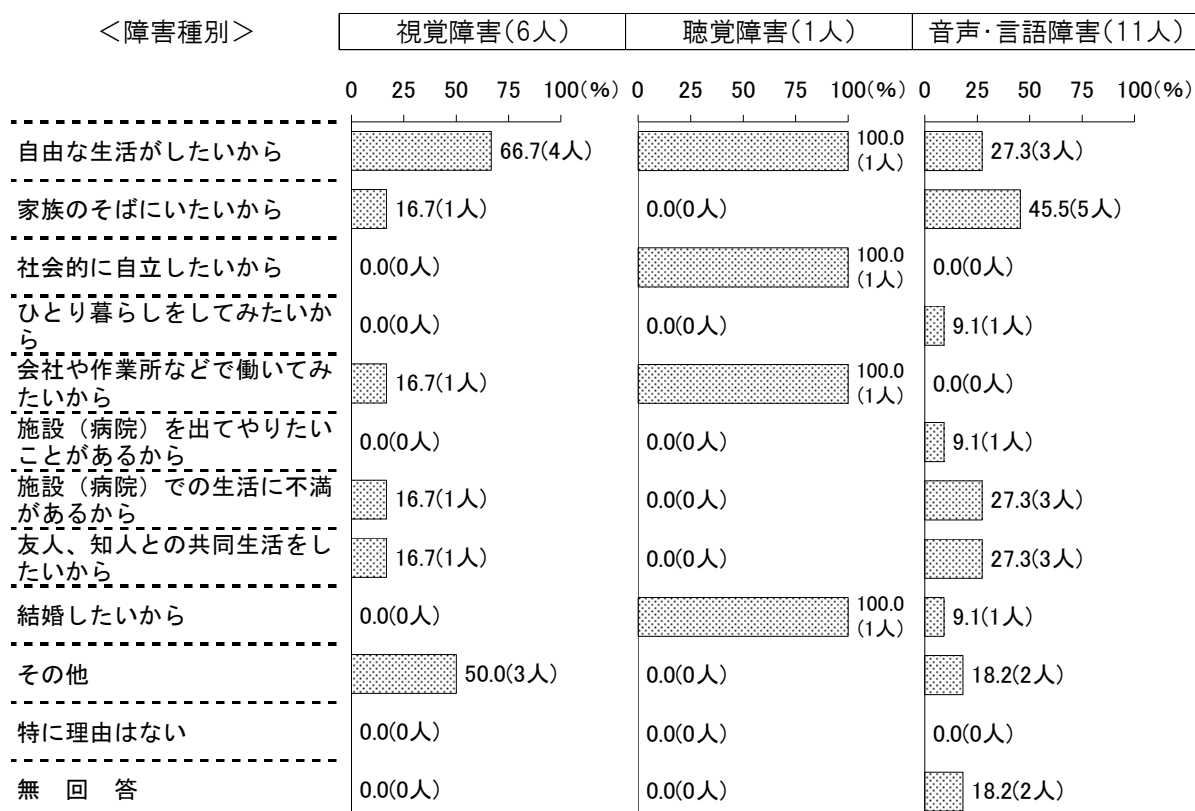 ＜障害種別＞ 視覚障害(6人) 聴覚障害(1人) 音声･言語障害(11人)
0 25 50 75 100(%) 0 25 50 75 100(%) 0 25 50 75 100(%)
自由な生活がしたいから 66.7(4人) 100.0(1人) 27.3(3人)
家族のそばにいたいから 16.7(1人) 0.0(0人) 45.5(5人)
社会的に自立したいから 0.0(0人) 100.0(1人) 0.0(0人)
ひとり暮らしをしてみたいか
ら 0.0(0人) 0.0(0人) 9.1(1人)
会社や作業所などで働いてみ
たいから 16.7(1人) 100.0(1人) 0.0(0人)
施設（病院）を出てやりたい
ことがあるから 0.0(0人) 0.0(0人) 9.1(1人)
施設（病院）での生活に不満
があるから 16.7(1人) 0.0(0人) 27.3(3人)
友人、知人との共同生活をし
たいから 16.7(1人) 0.0(0人) 27.3(3人)
結婚したいから 0.0(0人) 100.0(1人) 9.1(1人)
その他 50.0(3人) 0.0(0人) 18.2(2人)
特に理由はない 0.0(0人) 0.0(0人) 0.0(0人)
無　回　答 0.0(0人) 0.0(0人) 18.2(2人)